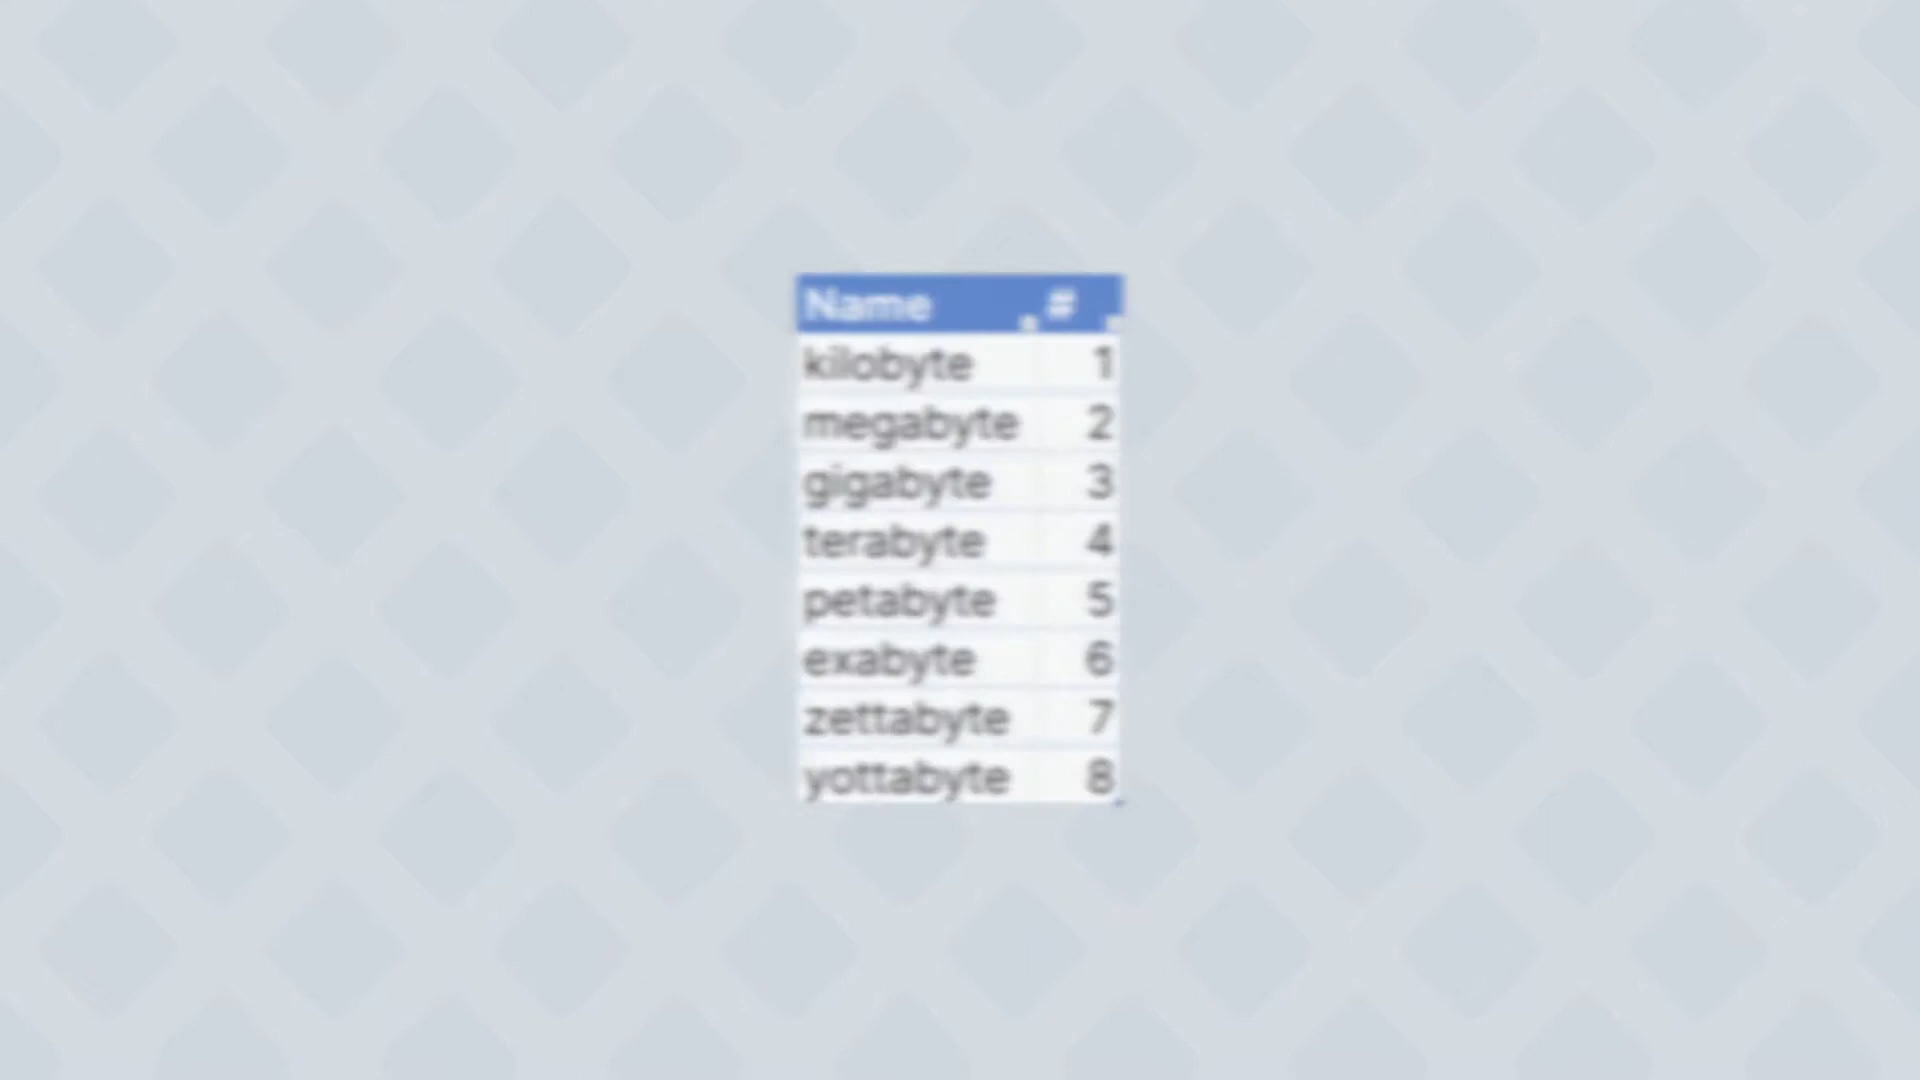 Name #
kilobyte 1
megabyte 2
gigabyte 3
terabyte 4
petabyte 5
exabyte 6
zettabyte 7
yottabyte 8